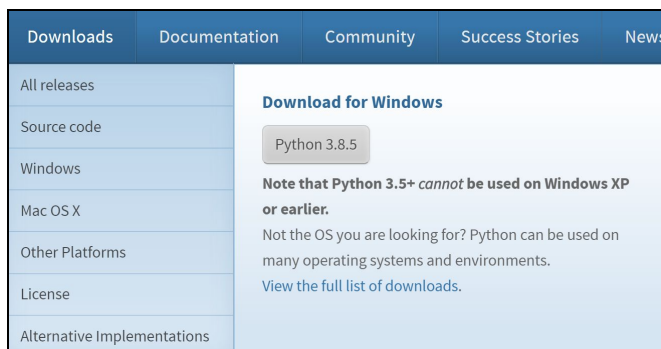 Downloads
Documentation
Community
Success Stories
News
All releases
Source code
Windows
Mac OS X
Other Platforms
License
Alternative Implementations
Download for Windows
Python 3.8.5
Note that Python 3.5+ cannot be used on Windows XP
or earlier.
Not the OS you are looking for? Python can be used on
many operating systems and environments.
View the full list of downloads.